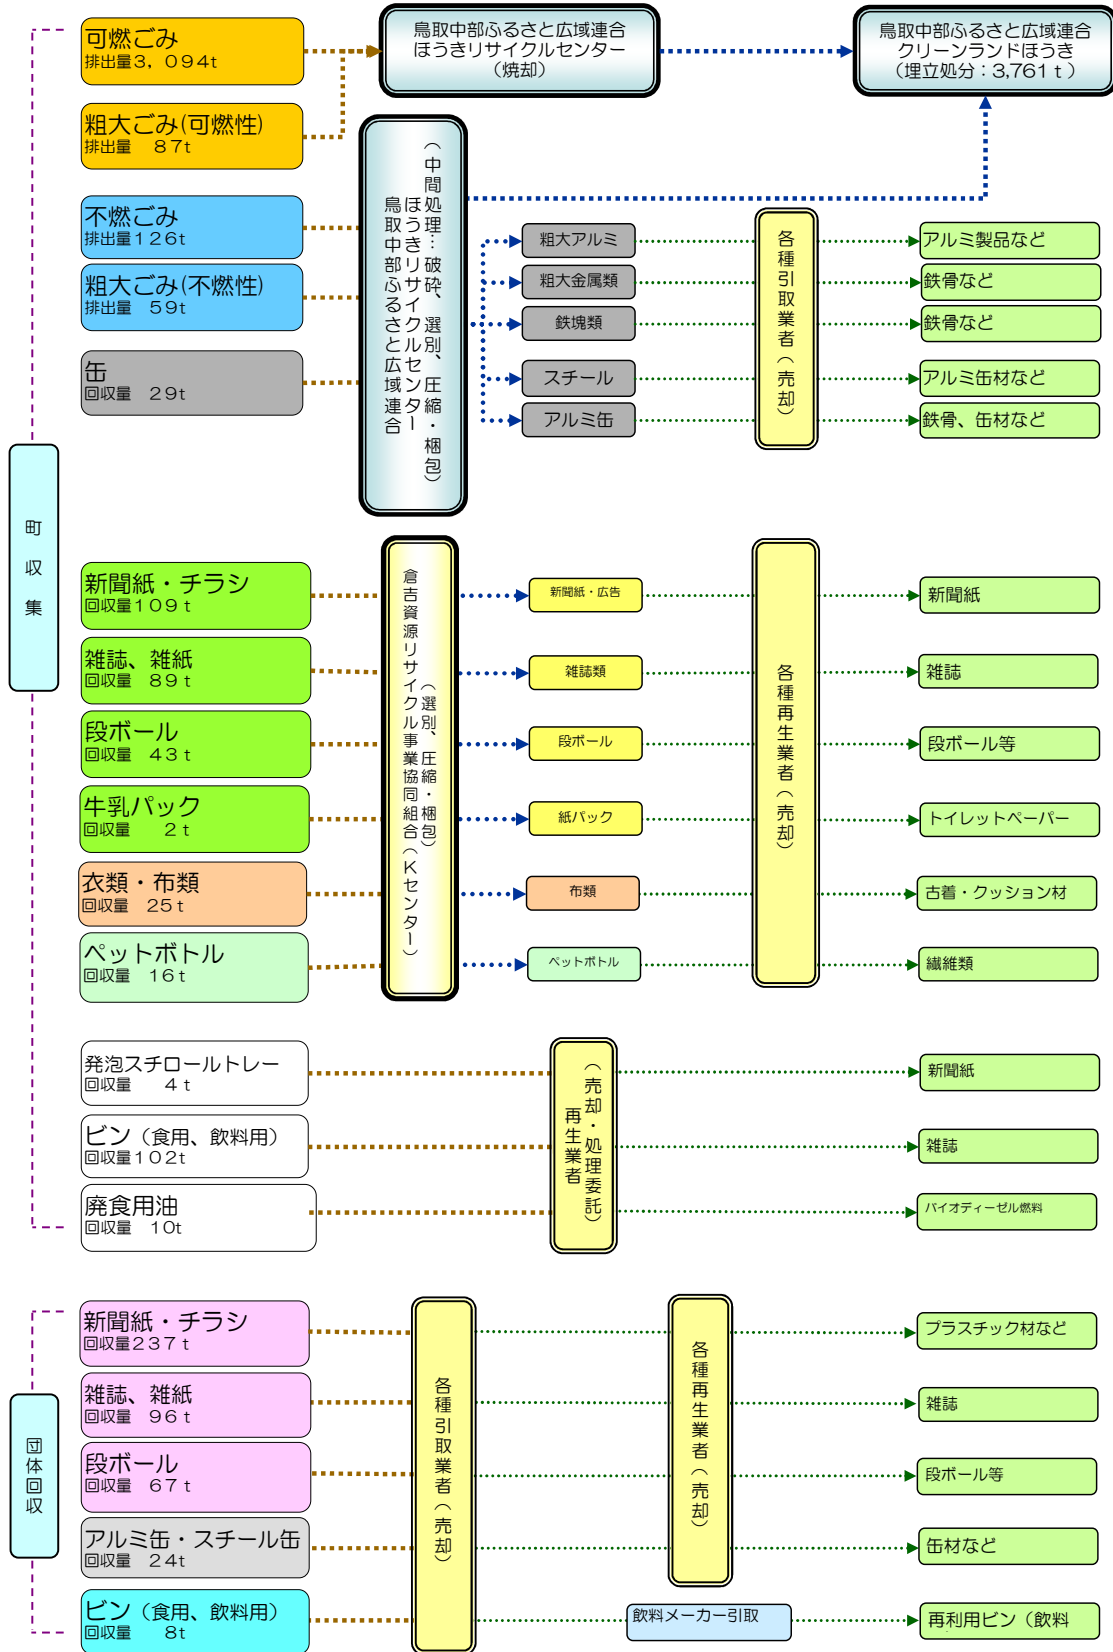 可燃ごみ
排出量3，094t
粗大ごみ(可燃性)
排出量　87t
不燃ごみ
排出量126t
粗大ごみ(不燃性)
排出量　59t
缶
回収量　29t
鳥取中部ふるさと広域連合
ほうきリサイクルセンター
（焼却）
鳥取中部ふるさと広域連合
クリーンランドほうき
（埋立処分：3,761ｔ）
鳥取中部ふるさと広域連合
ほうきリサイクルセンター
（中間処理…破砕、選別、圧縮・梱包）
粗大アルミ
粗大金属類
鉄塊類
スチール
アルミ缶
各種引取業者（売却）
アルミ製品など
鉄骨など
鉄骨など
アルミ缶材など
鉄骨、缶材など
町収集
新聞紙・チラシ
回収量109ｔ
雑誌、雑紙
回収量　89ｔ
段ボール
回収量　43ｔ
牛乳パック
回収量　　2ｔ
衣類・布類
回収量　25ｔ
ペットボトル
回収量　16ｔ
倉吉資源リサイクル事業協同組合（Kセンター）
（選別、圧縮・梱包）
新聞紙・広告
雑誌類
段ボール
紙パック
布類
ペットボトル
各種再生業者（売却）
新聞紙
雑誌
段ボール等
トイレットペーパー
古着・クッション材
繊維類
発泡スチロールトレー
回収量　　4ｔ
ビン（食用、飲料用）
回収量102t
廃食用油
回収量　10t
再生業者
（売却・処理委託）
新聞紙
雑誌
バイオディーゼル燃料
団体回収
新聞紙・チラシ
回収量237ｔ
雑誌、雑紙
回収量　96ｔ
段ボール
回収量　67ｔ
アルミ缶・スチール缶
回収量　24t
ビン（食用、飲料用）
回収量　　8t
各種引取業者（売却）
各種再生業者（売却）
飲料メーカー引取
プラスチック材など
雑誌
段ボール等
缶材など
再利用ビン（飲料